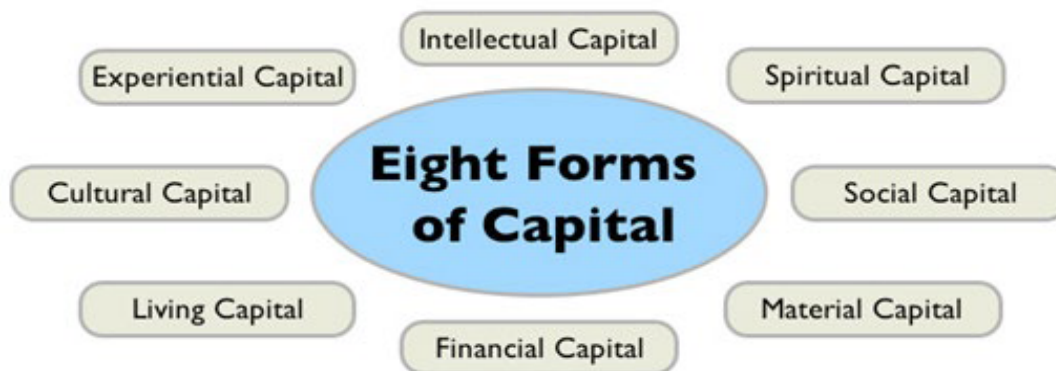 Intellectual Capital
Experiential Capital
Spiritual Capital
Eight Forms
of Capital
Cultural Capital
Social Capital
Living Capital
Material Capital
Financial Capital